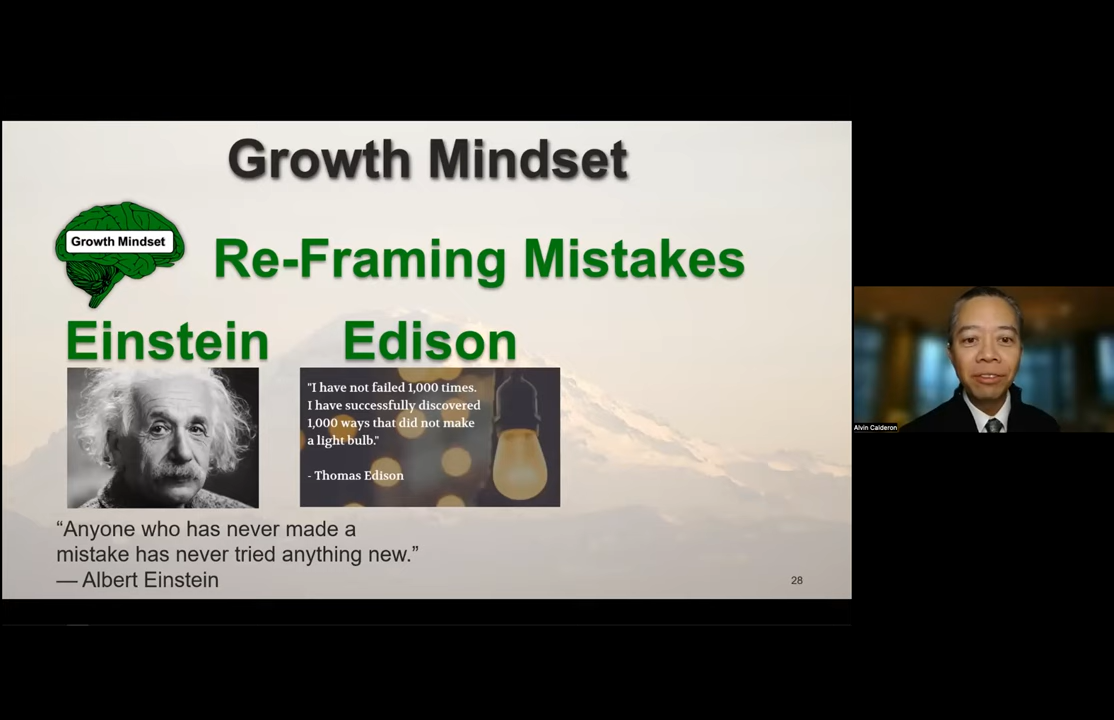 Growth Mindset
Growth Mindset
Re-Framing Mistakes
Einstein
Edison
"I have not failed 1,000 times.
I have successfully discovered
1,000 ways that did not make
a light bulb."
- Thomas Edison
“Anyone who has never made a
mistake has never tried anything new.”
— Albert Einstein
28
Alvin Calderon